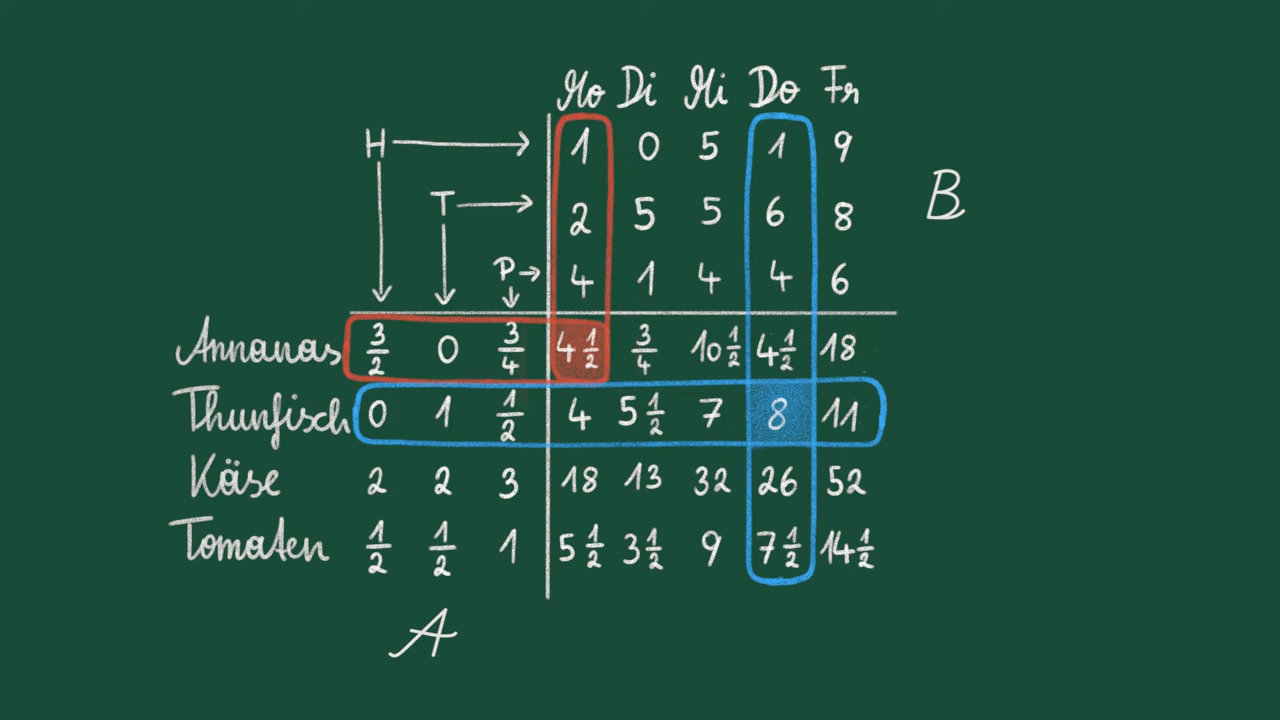 Mo Di Mi Do Fr
H 1 0 5 1 9
T 2 5 5 6 8
B
P 4 1 4 4 6
Annanas 3/2 0 3/4 4 1/2 3/4 10 1/2 4 1/2 18
Thunfisch 0 1 1/2 4 5 1/2 7 8 11
Käse 2 2 3 18 13 32 26 52
Tomaten 1/2 1/2 1 5 1/2 3 1/2 9 7 1/2 14 1/2
A